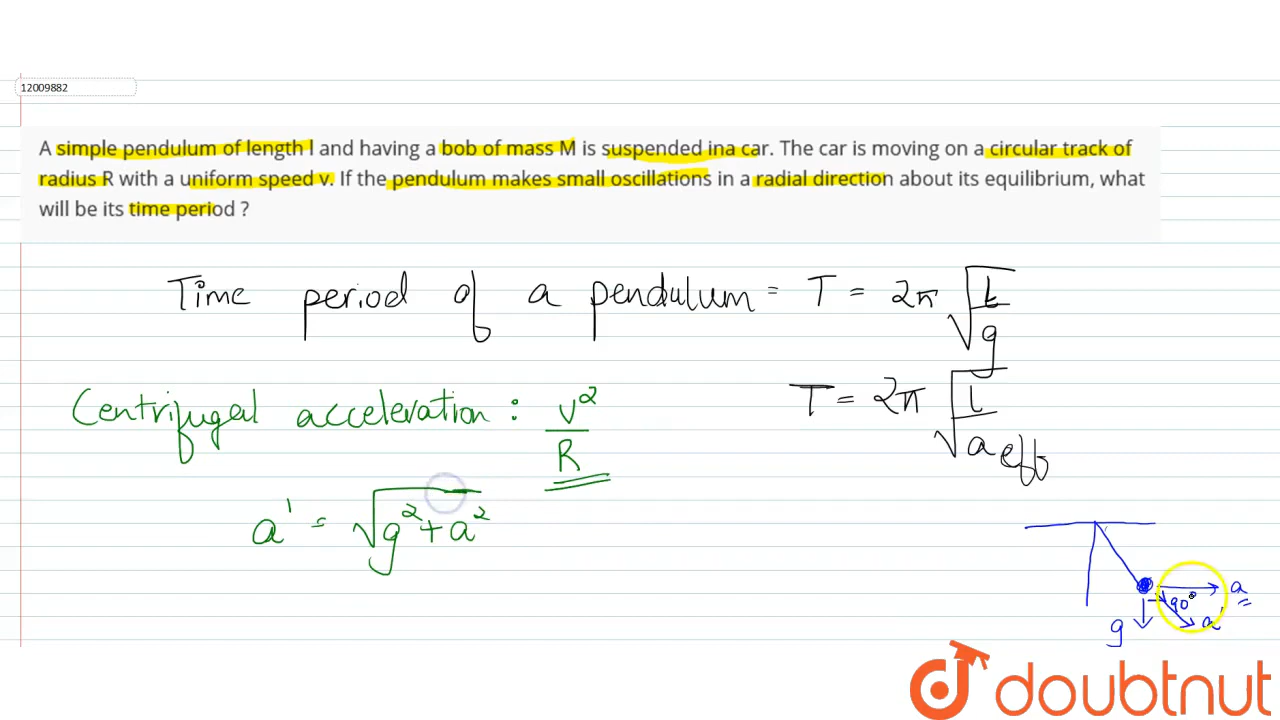 12009882
A simple pendulum of length l and having a bob of mass M is suspended ina car. The car is moving on a circular track of
radius R with a uniform speed v. If the pendulum makes small oscillations in a radial direction about its equilibrium, what
will be its time period ?
Time period of a pendulum = T = 2π √(l/g)
Centrifugal acceleration : v²/R
T = 2π √(l/a eff)
a' = √(g² + a²)
a
90°
a'
g
doubtnut